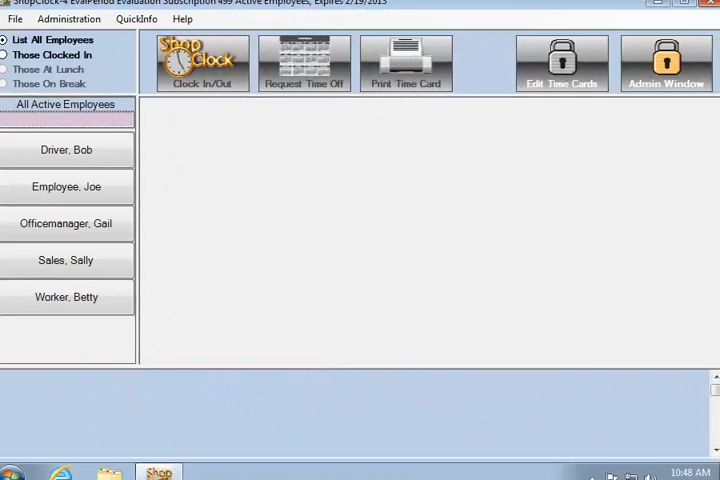 ShopClock-4 EvalPeriod Evaluation Subscription 499 Active Employees, Expires 2/19/2013
File Administration QuickInfo Help
List All Employees
Those Clocked In
Those At Lunch
Those On Break
Shop Clock
Clock In/Out
Request Time Off
Print Time Card
Edit Time Cards
Admin Window
All Active Employees
Driver, Bob
Employee, Joe
Officemanager, Gail
Sales, Sally
Worker, Betty
Shop
10:48 AM